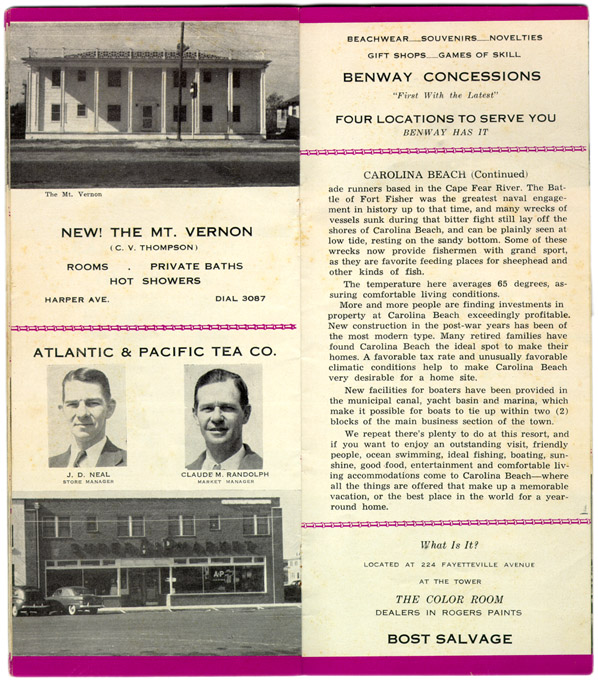 The Mt. Vernon
NEW! THE MT. VERNON
(C. V. THOMPSON)
ROOMS . PRIVATE BATHS
HOT SHOWERS
HARPER AVE. DIAL 3087
ATLANTIC & PACIFIC TEA CO.
J. D. NEAL
STORE MANAGER
CLAUDE M. RANDOLPH
MARKET MANAGER
A&P
BEACHWEAR__SOUVENIRS__NOVELTIES
GIFT SHOPS__GAMES OF SKILL
BENWAY CONCESSIONS
"First With the Latest"
FOUR LOCATIONS TO SERVE YOU
BENWAY HAS IT
CAROLINA BEACH (Continued)
ade runners based in the Cape Fear River. The Bat-
tle of Fort Fisher was the greatest naval engage-
ment in history up to that time, and many wrecks of
vessels sunk during that bitter fight still lay off the
shores of Carolina Beach, and can be plainly seen at
low tide, resting on the sandy bottom. Some of these
wrecks now provide fishermen with grand sport,
as they are favorite feeding places for sheephead and
other kinds of fish.
The temperature here averages 65 degrees, as-
suring comfortable living conditions.
More and more people are finding investments in
property at Carolina Beach exceedingly profitable.
New construction in the post-war years has been of
the most modern type. Many retired families have
found Carolina Beach the ideal spot to make their
homes. A favorable tax rate and unusually favorable
climatic conditions help to make Carolina Beach
very desirable for a home site.
New facilities for boaters have been provided in
the municipal canal, yacht basin and marina, which
make it possible for boats to tie up within two (2)
blocks of the main business section of the town.
We repeat there's plenty to do at this resort, and
if you want to enjoy an outstanding visit, friendly
people, ocean swimming, ideal fishing, boating, sun-
shine, good food, entertainment and comfortable liv-
ing accommodations come to Carolina Beach—where
all the things are offered that make up a memorable
vacation, or the best place in the world for a year-
round home.
What Is It?
LOCATED AT 224 FAYETTEVILLE AVENUE
AT THE TOWER
THE COLOR ROOM
DEALERS IN ROGERS PAINTS
BOST SALVAGE